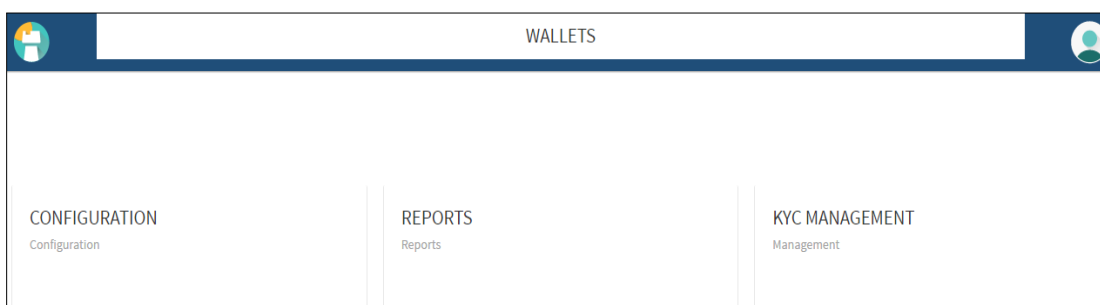 WALLETS
CONFIGURATION
Configuration
REPORTS
Reports
KYC MANAGEMENT
Management